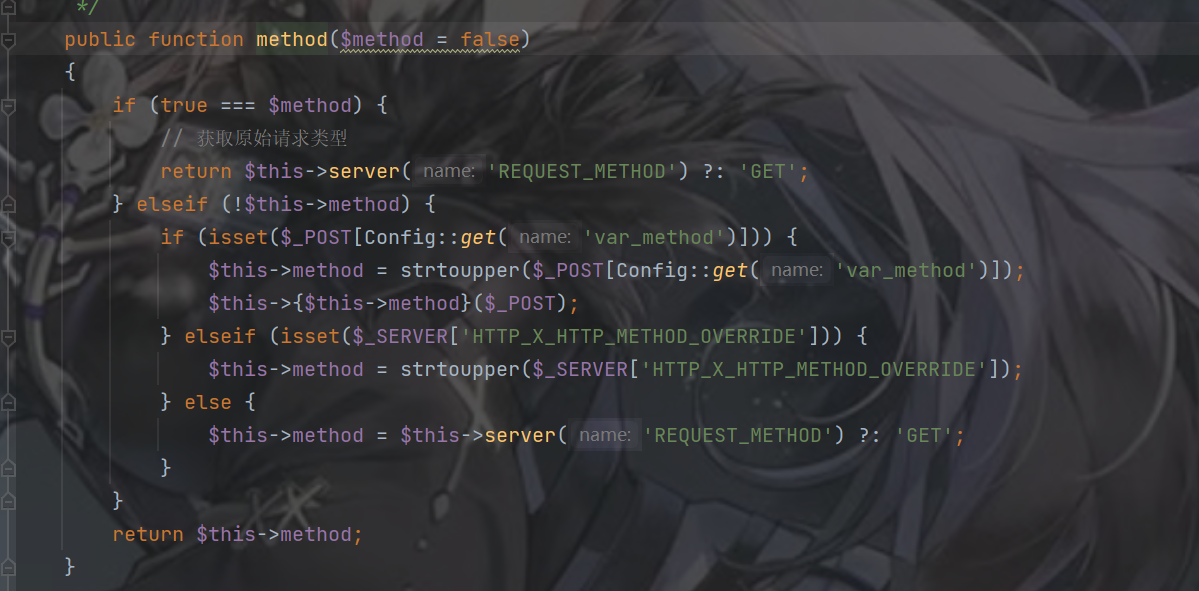 */
public function method($method = false)
{
if (true === $method) {
// 获取原始请求类型
return $this->server( name: 'REQUEST_METHOD') ?: 'GET';
} elseif (!$this->method) {
if (isset($_POST[Config::get( name: 'var_method')])) {
$this->method = strtoupper($_POST[Config::get( name: 'var_method')]);
$this->{$this->method}($_POST);
} elseif (isset($_SERVER['HTTP_X_HTTP_METHOD_OVERRIDE'])) {
$this->method = strtoupper($_SERVER['HTTP_X_HTTP_METHOD_OVERRIDE']);
} else {
$this->method = $this->server( name: 'REQUEST_METHOD') ?: 'GET';
}
}
return $this->method;
}